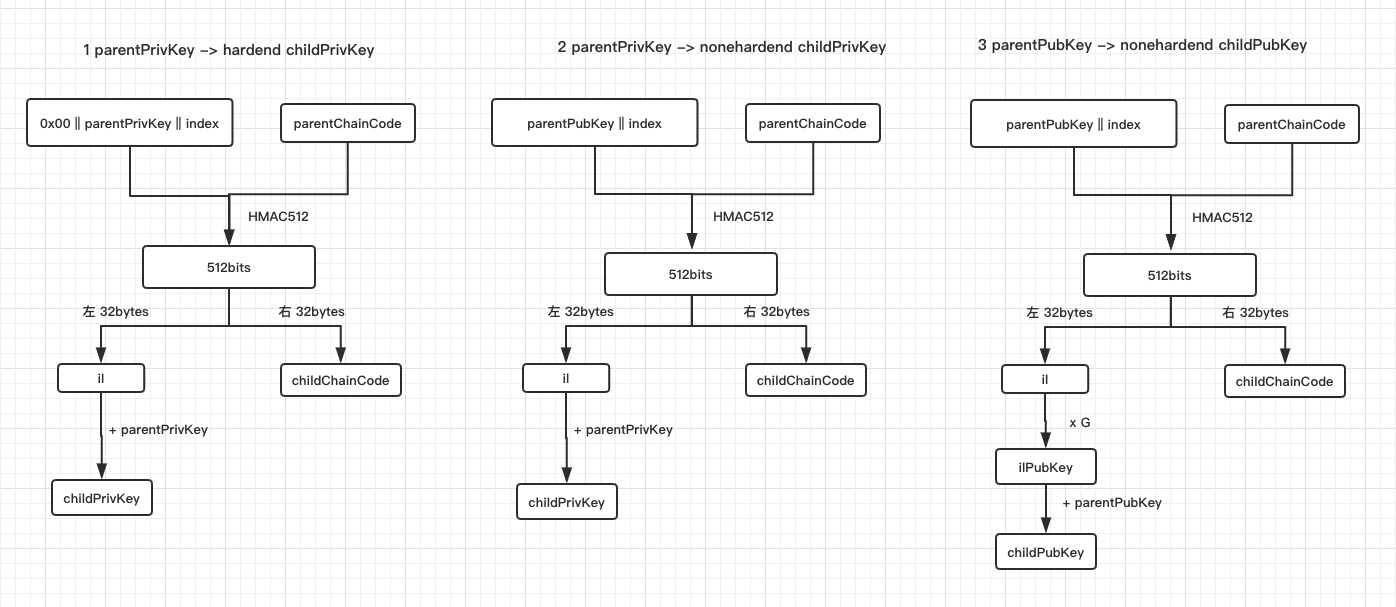 1 parentPrivKey –> hardend childPrivKey
0x00 || parentPrivKey || index
parentChainCode
HMAC512
512bits
左 32bytes
右 32bytes
il
childChainCode
+ parentPrivKey
childPrivKey
2 parentPrivKey –> nonehardend childPrivKey
parentPubKey || index
parentChainCode
HMAC512
512bits
左 32bytes
右 32bytes
il
childChainCode
+ parentPrivKey
childPrivKey
3 parentPubKey –> nonehardend childPubKey
parentPubKey || index
parentChainCode
HMAC512
512bits
左 32bytes
右 32bytes
il
childChainCode
x G
ilPubKey
+ parentPubKey
childPubKey